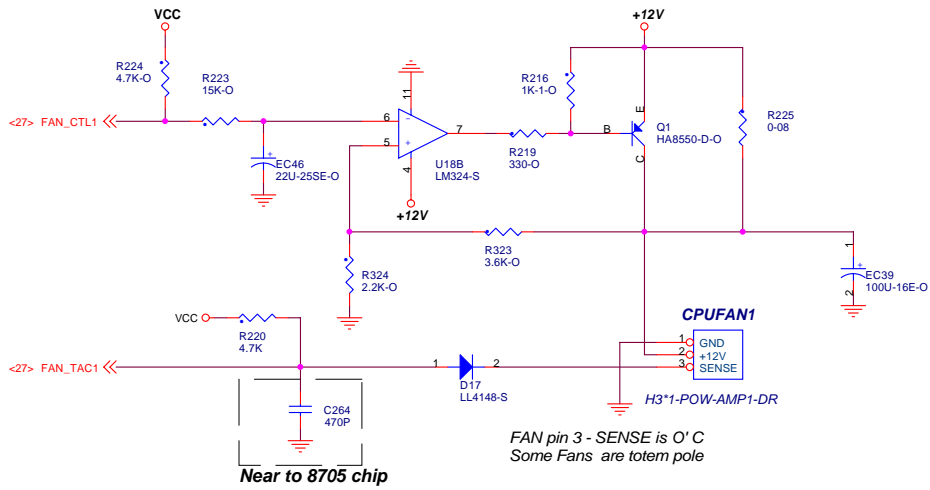 VCC
+12V
R224
4.7K-O
R223
15K-O
R216
1K-1-O
R225
0-08
<27> FAN_CTL1
11
6
5
7
4
E
B
C
Q1
HA8550-D-O
EC46
22U-25SE-O
U18B
LM324-S
R219
330-O
+12V
R323
3.6K-O
R324
2.2K-O
1
EC39
100U-16E-O
2
VCC
R220
4.7K
CPUFAN1
1 GND
2 +12V
3 SENSE
<27> FAN_TAC1
1
2
D17
LL4148-S
H3*1-POW-AMP1-DR
C264
470P
FAN pin 3 - SENSE is O' C
Some Fans are totem pole
Near to 8705 chip